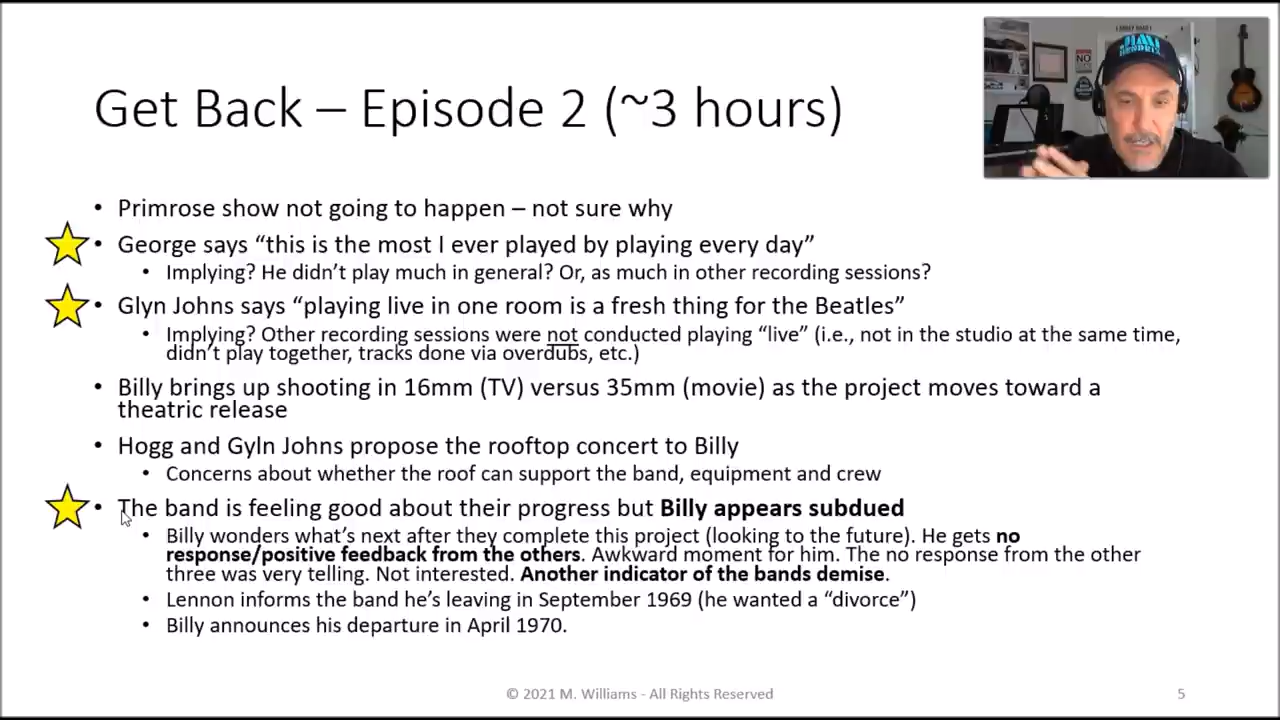 Get Back – Episode 2 (~3 hours)
• Primrose show not going to happen – not sure why
• George says “this is the most I ever played by playing every day”
• Implying? He didn’t play much in general? Or, as much in other recording sessions?
• Glyn Johns says “playing live in one room is a fresh thing for the Beatles”
• Implying? Other recording sessions were not conducted playing “live” (i.e., not in the studio at the same time,
didn’t play together, tracks done via overdubs, etc.)
• Billy brings up shooting in 16mm (TV) versus 35mm (movie) as the project moves toward a
theatric release
• Hogg and Gyln Johns propose the rooftop concert to Billy
• Concerns about whether the roof can support the band, equipment and crew
• The band is feeling good about their progress but Billy appears subdued
• Billy wonders what’s next after they complete this project (looking to the future). He gets no
response/positive feedback from the others. Awkward moment for him. The no response from the other
three was very telling. Not interested. Another indicator of the bands demise.
• Lennon informs the band he’s leaving in September 1969 (he wanted a “divorce”)
• Billy announces his departure in April 1970.
© 2021 M. Williams - All Rights Reserved
5